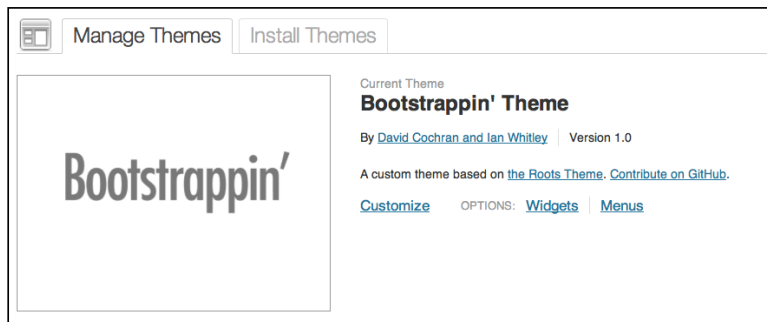 Manage Themes Install Themes
Current Theme
Bootstrappin' Theme
By David Cochran and Ian Whitley Version 1.0
Bootstrappin'
A custom theme based on the Roots Theme. Contribute on GitHub.
Customize OPTIONS: Widgets Menus